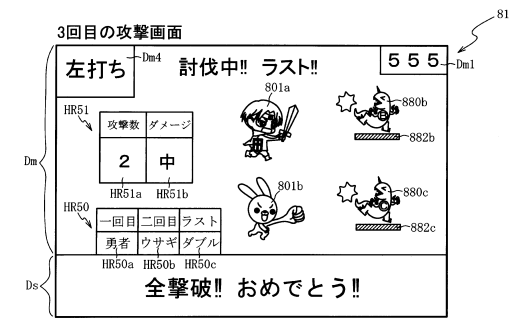 3回目の攻撃画面
81
左打ち
Dm4
討伐中!! ラスト!!
555
Dm1
801a
880b
882b
HR51
攻撃数 ダメージ
2 中
HR51a HR51b
Dm
801b
880c
882c
HR50
一回目 二回目 ラスト
勇者 ウサギ ダブル
HR50a HR50b HR50c
Ds
全撃破!! おめでとう!!